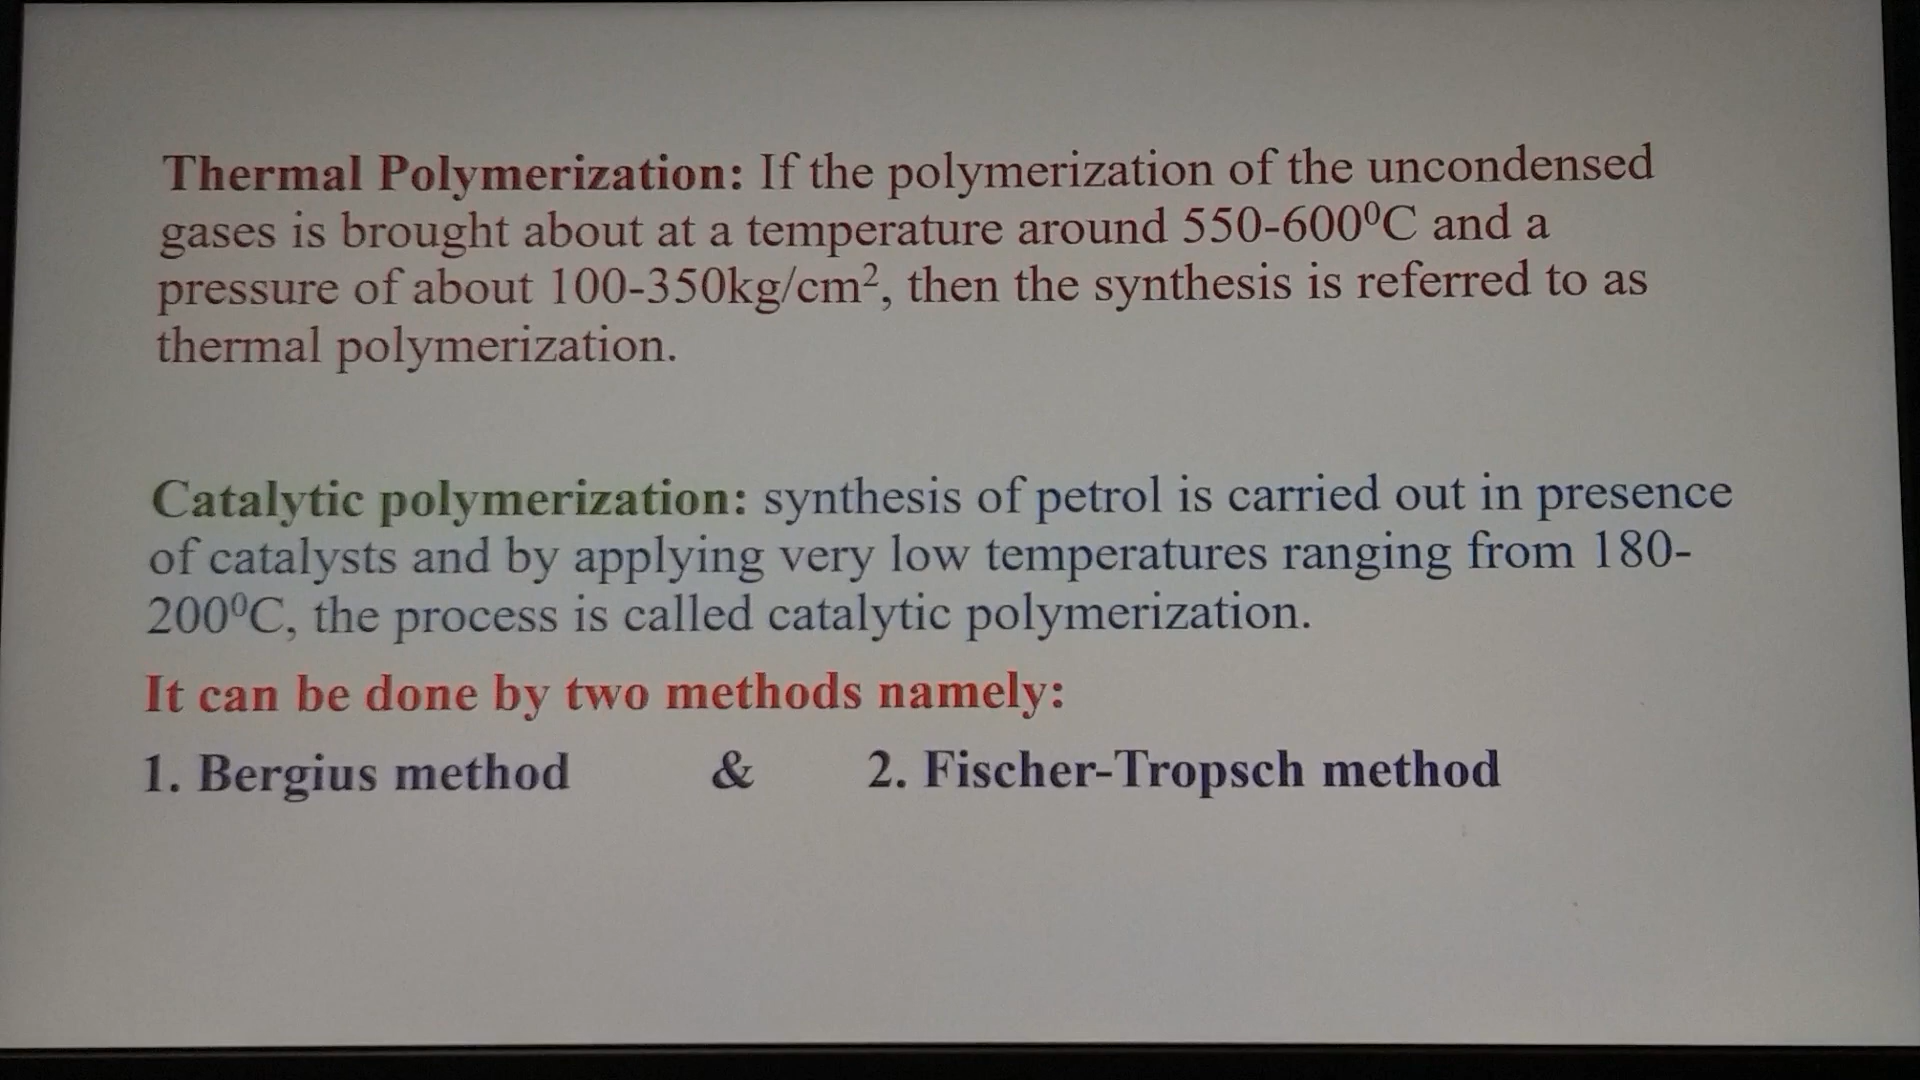 Thermal Polymerization: If the polymerization of the uncondensed
gases is brought about at a temperature around 550-600⁰C and a
pressure of about 100-350kg/cm², then the synthesis is referred to as
thermal polymerization.
Catalytic polymerization: synthesis of petrol is carried out in presence
of catalysts and by applying very low temperatures ranging from 180-
200⁰C, the process is called catalytic polymerization.
It can be done by two methods namely:
1. Bergius method & 2. Fischer-Tropsch method